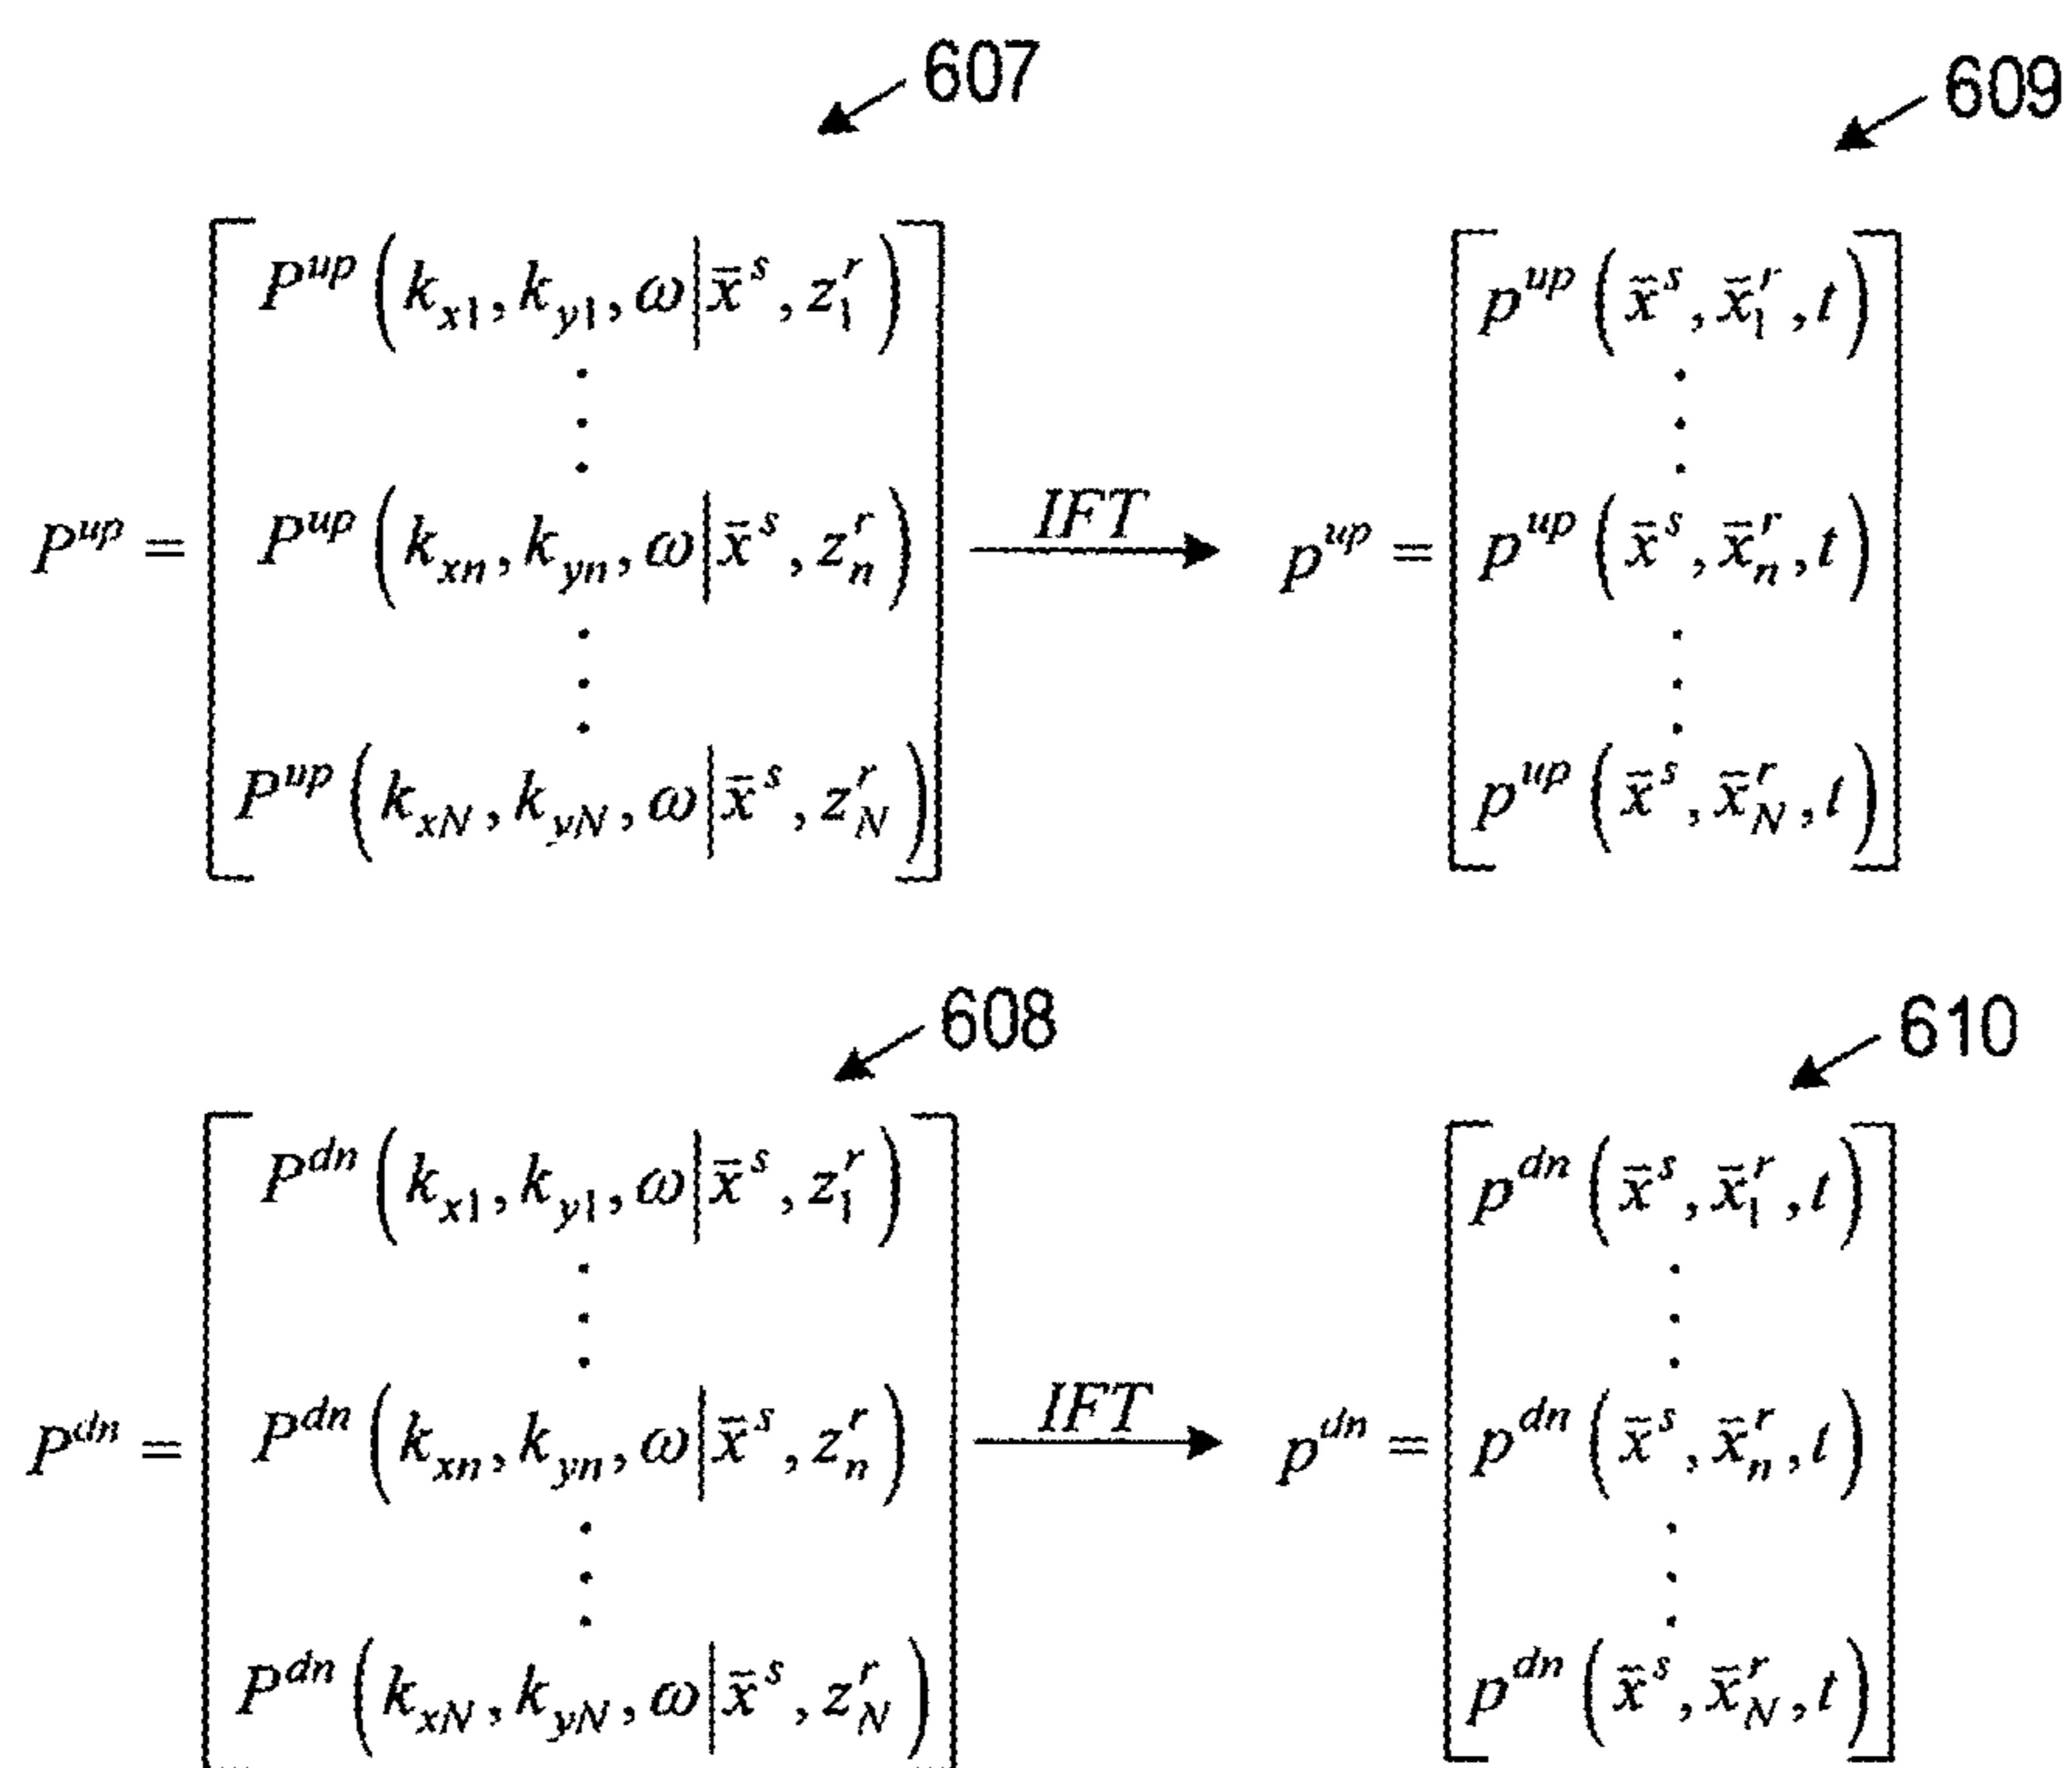 607
609
P^{up} = [ P^{up}(k_{x1}, k_{y1}, ω | x̄^s, z_1^r)
.
.
.
P^{up}(k_{xn}, k_{yn}, ω | x̄^s, z_n^r)
.
.
.
P^{up}(k_{xN}, k_{yN}, ω | x̄^s, z_N^r) ]
IFT
p^{up} = [ p^{up}(x̄^s, x̄_1^r, t)
.
.
.
p^{up}(x̄^s, x̄_n^r, t)
.
.
.
p^{up}(x̄^s, x̄_N^r, t) ]
608
610
P^{dn} = [ P^{dn}(k_{x1}, k_{y1}, ω | x̄^s, z_1^r)
.
.
.
P^{dn}(k_{xn}, k_{yn}, ω | x̄^s, z_n^r)
.
.
.
P^{dn}(k_{xN}, k_{yN}, ω | x̄^s, z_N^r) ]
IFT
p^{dn} = [ p^{dn}(x̄^s, x̄_1^r, t)
.
.
.
p^{dn}(x̄^s, x̄_n^r, t)
.
.
.
p^{dn}(x̄^s, x̄_N^r, t) ]